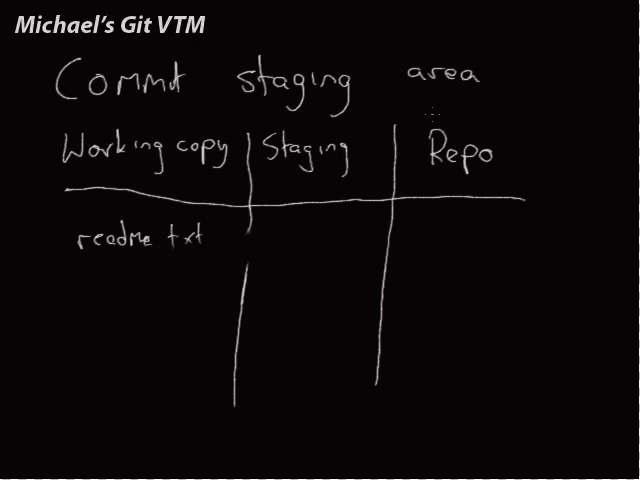 Michael's Git VTM
Commit staging area
Working copy Staging Repo
readme txt